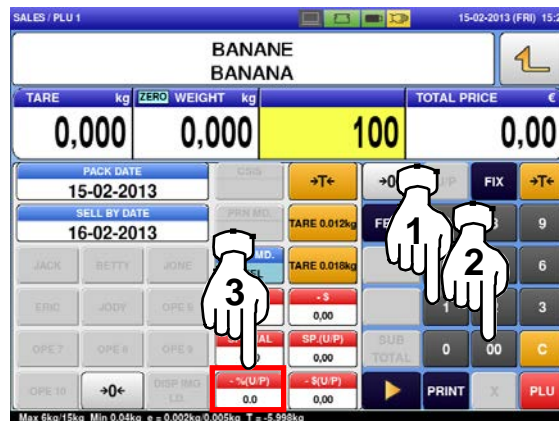 SALES / PLU 1
15-02-2013 (FRI) 15:2
BANANE
BANANA
TARE kg ZERO WEIGHT kg TOTAL PRICE €
0,000 0,000 100 0,00
PACK DATE
15-02-2013
→T←
→0
U/P
FIX
→T←
SELL BY DATE
16-02-2013
PRN MD.
TARE 0.012kg
FE
9
JACK
BETTY
JONE
MD.
TARE 0.018kg
6
ERIC
JODY
OPE 6
- $
0,00
1
3
OPE 7
OPE 8
OPE 9
SP.(U/P)
0,00
SUB
TOTAL
0
00
C
OPE 10
→0←
DISP IMG
LD.
- %(U/P)
0.0
- $(U/P)
0,00
PRINT
X
PLU
1
2
3
Max 6kg/15kg Min 0.04kg e = 0.002kg/0.005kg T = -5.998kg